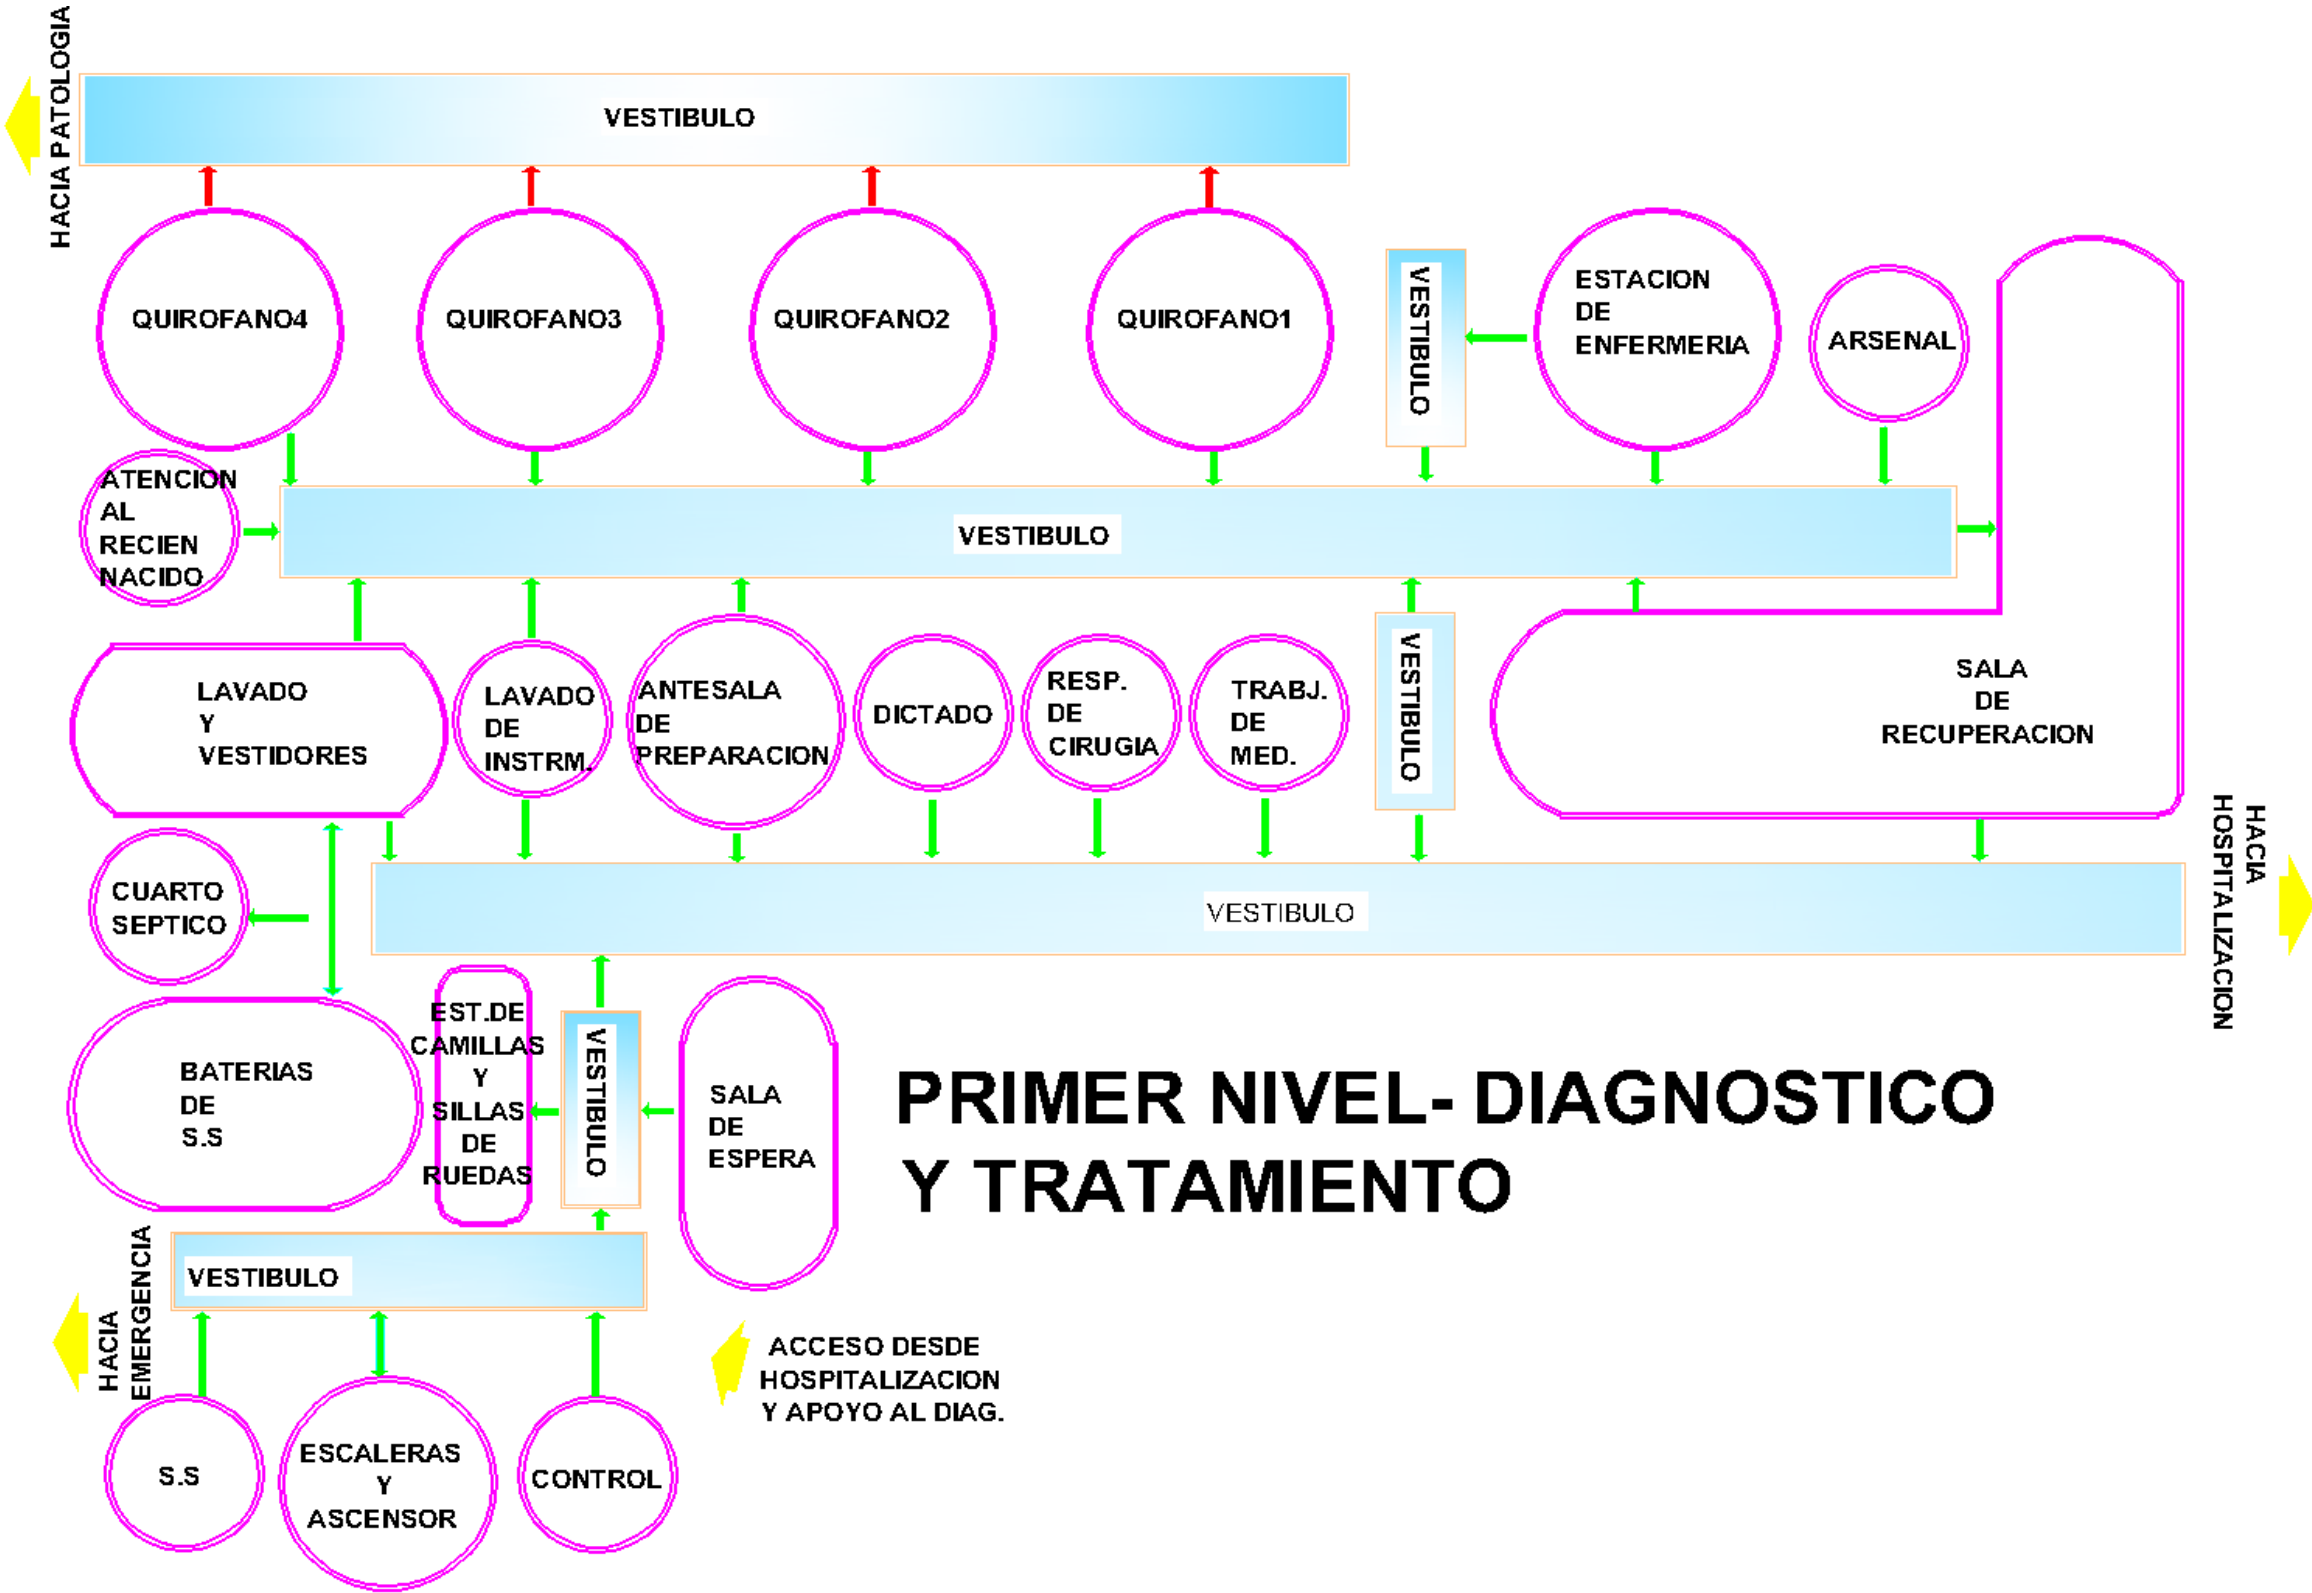 HACIA PATOLOGIA
VESTIBULO
QUIROFANO4
QUIROFANO3
QUIROFANO2
QUIROFANO1
VESTIBULO
ESTACION
DE
ENFERMERIA
ARSENAL
ATENCION
AL
RECIEN
NACIDO
VESTIBULO
LAVADO
Y
VESTIDORES
LAVADO
DE
INSTRM.
ANTESALA
DE
PREPARACION
DICTADO
RESP.
DE
CIRUGIA
TRABJ.
DE
MED.
VESTIBULO
SALA
DE
RECUPERACION
CUARTO
SEPTICO
VESTIBULO
HACIA
HOSPITALIZACION
BATERIAS
DE
S.S
EST.DE
CAMILLAS
Y
SILLAS
DE
RUEDAS
VESTIBULO
SALA
DE
ESPERA
PRIMER NIVEL- DIAGNOSTICO
Y TRATAMIENTO
HACIA
EMERGENCIA
VESTIBULO
ACCESO DESDE
HOSPITALIZACION
Y APOYO AL DIAG.
S.S
ESCALERAS
Y
ASCENSOR
CONTROL